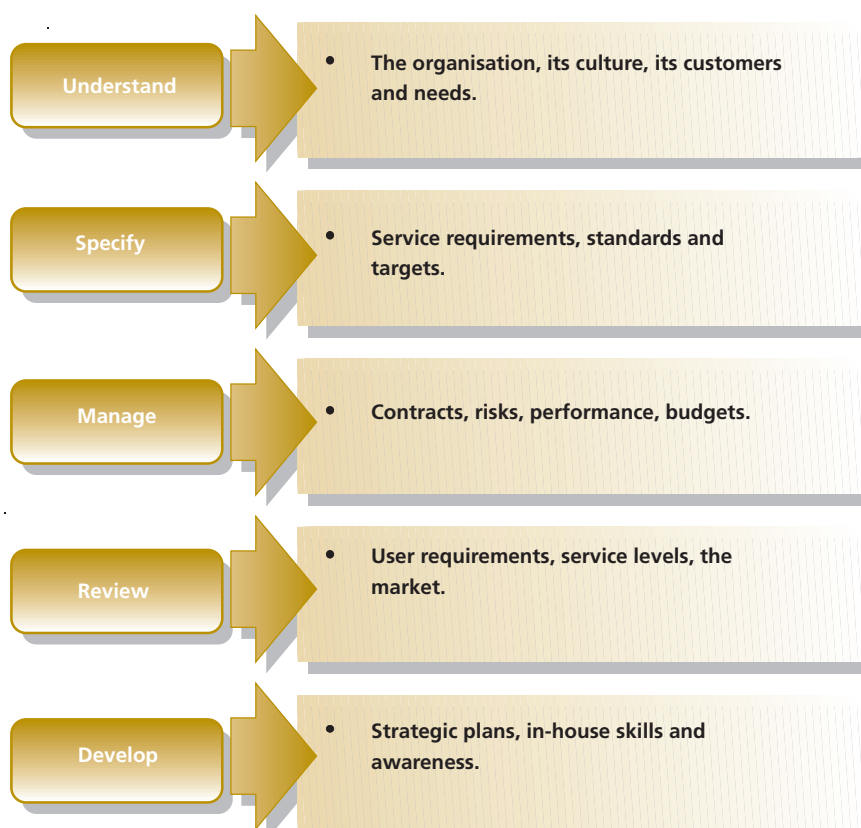 Understand
• The organisation, its culture, its customers
and needs.
Specify
• Service requirements, standards and
targets.
Manage
• Contracts, risks, performance, budgets.
Review
• User requirements, service levels, the
market.
Develop
• Strategic plans, in-house skills and
awareness.